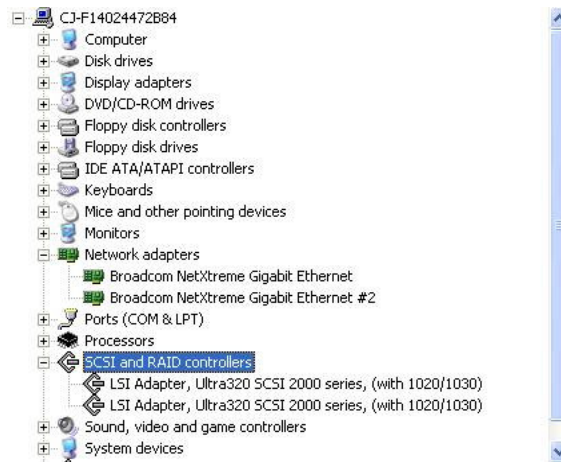 CJ-F14024472B84
Computer
Disk drives
Display adapters
DVD/CD-ROM drives
Floppy disk controllers
Floppy disk drives
IDE ATA/ATAPI controllers
Keyboards
Mice and other pointing devices
Monitors
Network adapters
Broadcom NetXtreme Gigabit Ethernet
Broadcom NetXtreme Gigabit Ethernet #2
Ports (COM & LPT)
Processors
SCSI and RAID controllers
LSI Adapter, Ultra320 SCSI 2000 series, (with 1020/1030)
LSI Adapter, Ultra320 SCSI 2000 series, (with 1020/1030)
Sound, video and game controllers
System devices